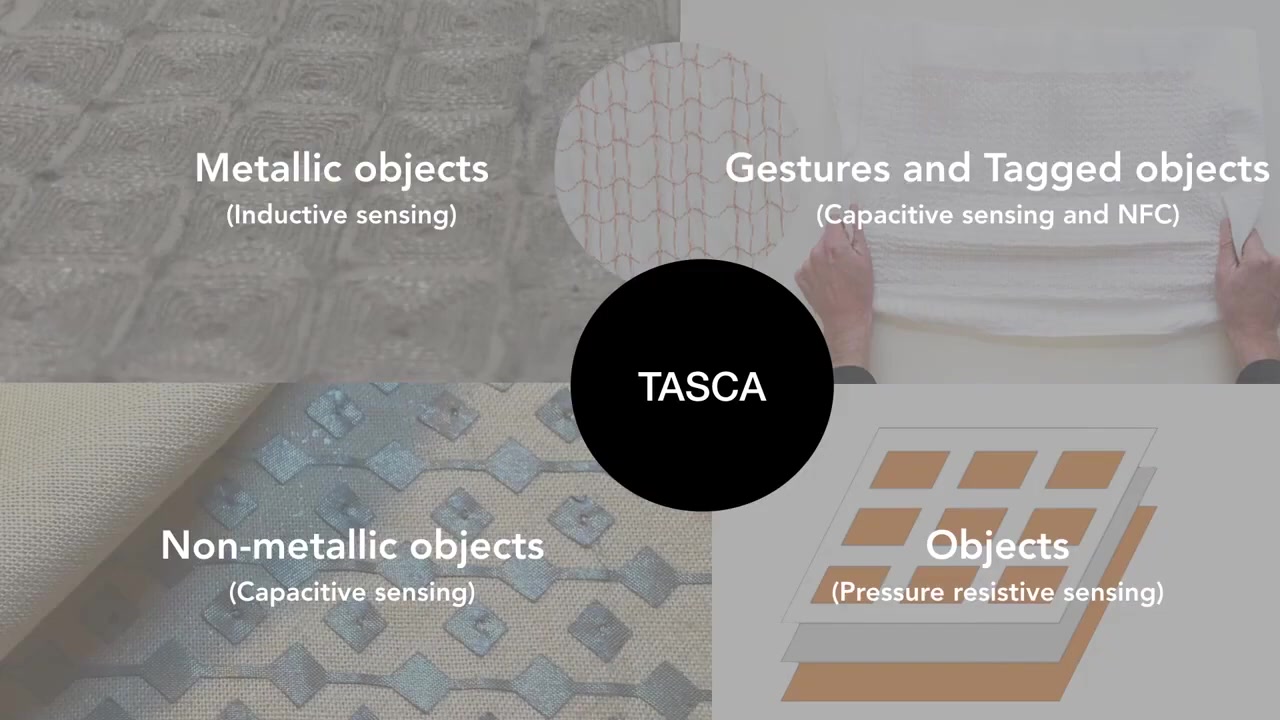 Metallic objects
(Inductive sensing)
Gestures and Tagged objects
(Capacitive sensing and NFC)
TASCA
Non-metallic objects
(Capacitive sensing)
Objects
(Pressure resistive sensing)